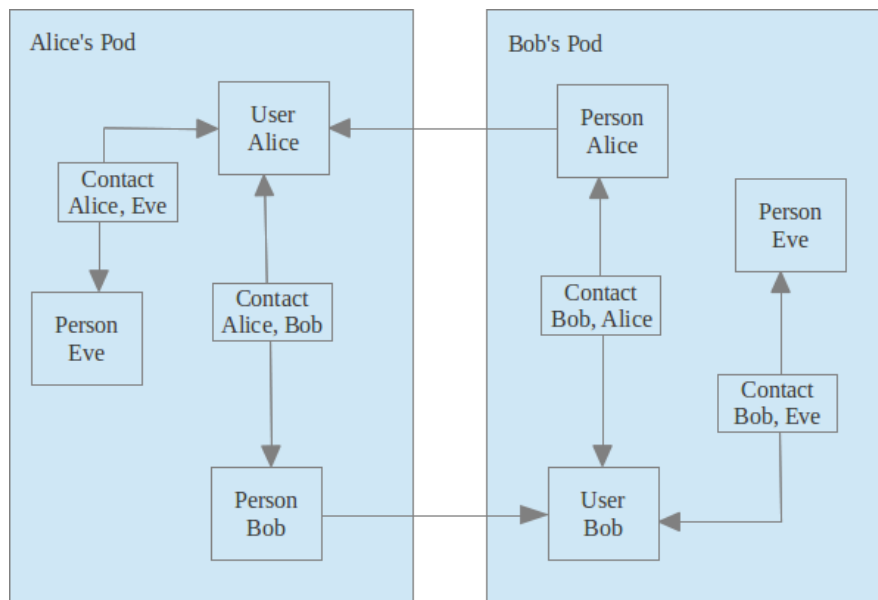 Alice's Pod
User
Alice
Contact
Alice, Eve
Person
Eve
Contact
Alice, Bob
Person
Bob
Bob's Pod
Person
Alice
Person
Eve
Contact
Bob, Alice
Contact
Bob, Eve
User
Bob